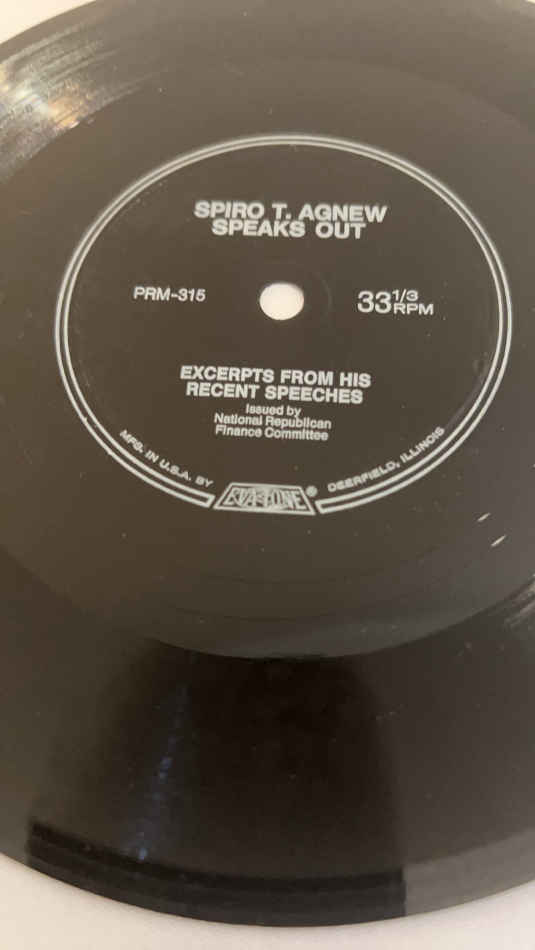 SPIRO T. AGNEW
SPEAKS OUT
PRM-315
33 1/3 RPM
EXCERPTS FROM HIS
RECENT SPEECHES
Issued by
National Republican
Finance Committee
MFG. IN U.S.A. BY EVA-TONE® DEERFIELD, ILLINOIS